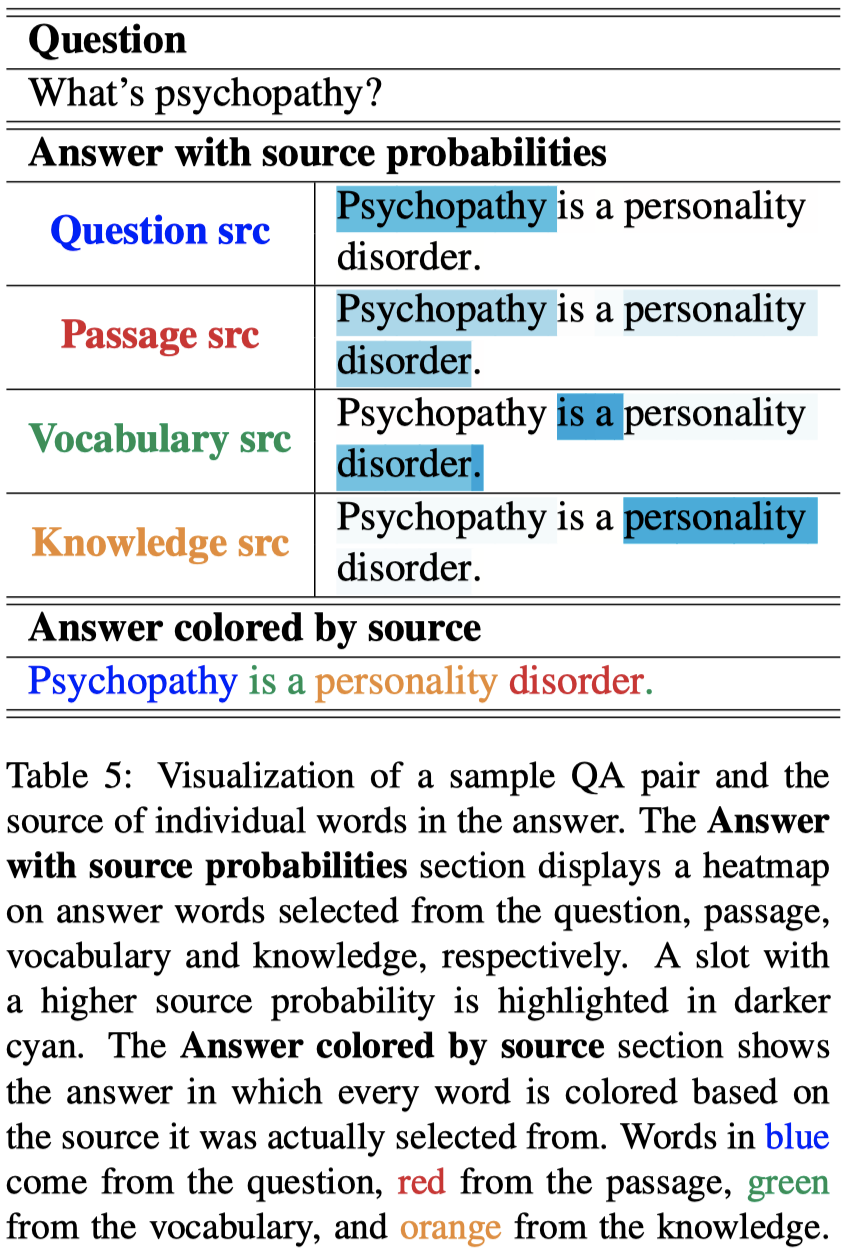 Question
What's psychopathy?
Answer with source probabilities
Question src
Psychopathy is a personality
disorder.
Passage src
Psychopathy is a personality
disorder.
Vocabulary src
Psychopathy is a personality
disorder.
Knowledge src
Psychopathy is a personality
disorder.
Answer colored by source
Psychopathy is a personality disorder.
Table 5: Visualization of a sample QA pair and the
source of individual words in the answer. The Answer
with source probabilities section displays a heatmap
on answer words selected from the question, passage,
vocabulary and knowledge, respectively. A slot with
a higher source probability is highlighted in darker
cyan. The Answer colored by source section shows
the answer in which every word is colored based on
the source it was actually selected from. Words in blue
come from the question, red from the passage, green
from the vocabulary, and orange from the knowledge.